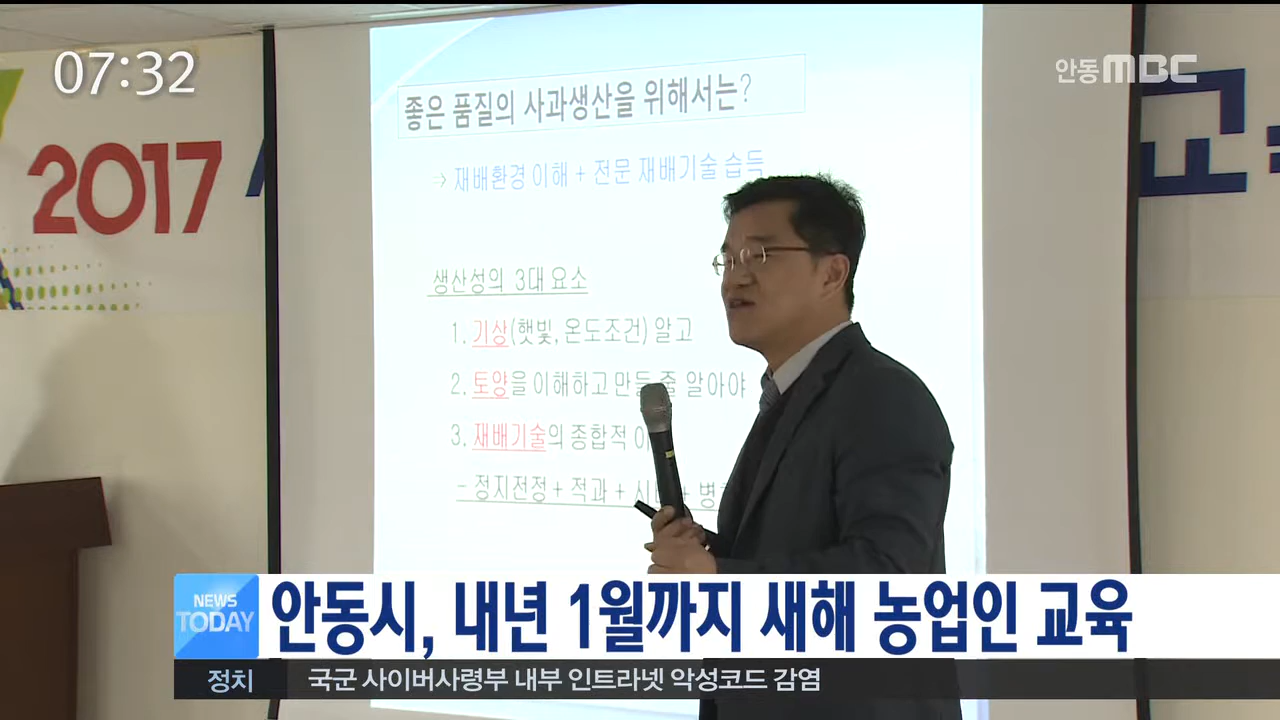 07:32
안동MBC
2017
교
좋은 품질의 사과생산을 위해서는?
⇒ 재배환경 이해 + 전문 재배기술 습득
생산성의 3대 요소
1. 기상(햇빛, 온도조건) 알고
2. 토양을 이해하고 만들 줄 알아야
3. 재배기술의 종합적
- 정지전정 + 적과 + +
NEWS TODAY
안동시, 내년 1월까지 새해 농업인 교육
정치 국군 사이버사령부 내부 인트라넷 악성코드 감염